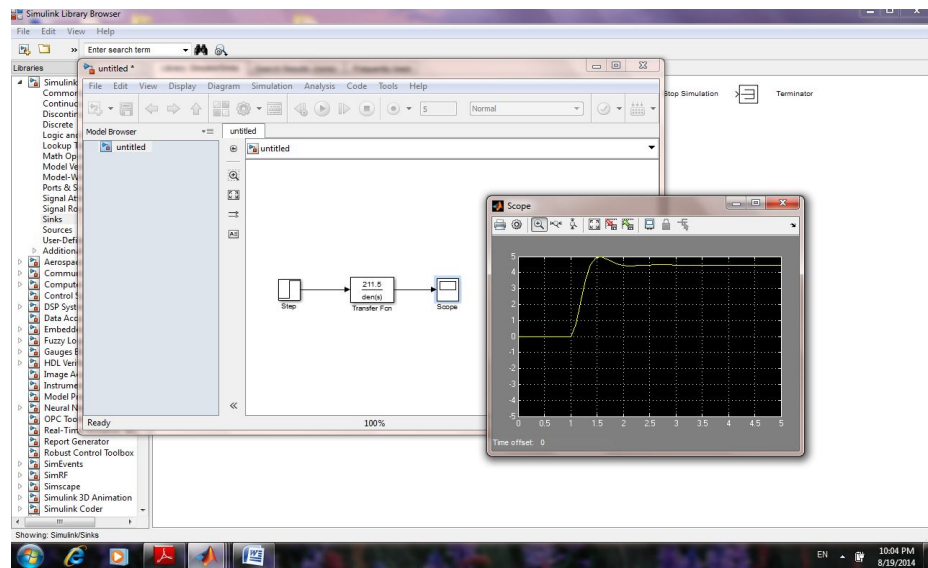 Simulink Library Browser
File Edit View Help
» Enter search term
Libraries
Simulink
Common
Continuo
Discontin
Discrete
Logic an
Lookup T
Math Op
Model Ve
Model-W
Ports & S
Signal At
Signal Ro
Sinks
Sources
User-Defi
Additiona
Aerospac
Commu
Compute
Control S
DSP Syst
Data Acq
Embedde
Fuzzy Lo
Gauges B
HDL Veri
Image Ac
Instrume
Model Pr
Neural N
OPC Too
Real-Tim
Report Generator
Robust Control Toolbox
SimEvents
SimRF
Simscape
Simulink 3D Animation
Simulink Coder
Showing: Simulink/Sinks
untitled *
File Edit View Display Diagram Simulation Analysis Code Tools Help
5 Normal
Model Browser
untitled
untitled
untitled
Step
211.5
den(s)
Transfer Fcn
Scope
Ready 100%
Stop Simulation
Terminator
Scope
5
4
3
2
1
0
-1
-2
-3
-4
-5
0 0.5 1 1.5 2 2.5 3 3.5 4 4.5 5
Time offset: 0
EN
10:04 PM
8/19/2014